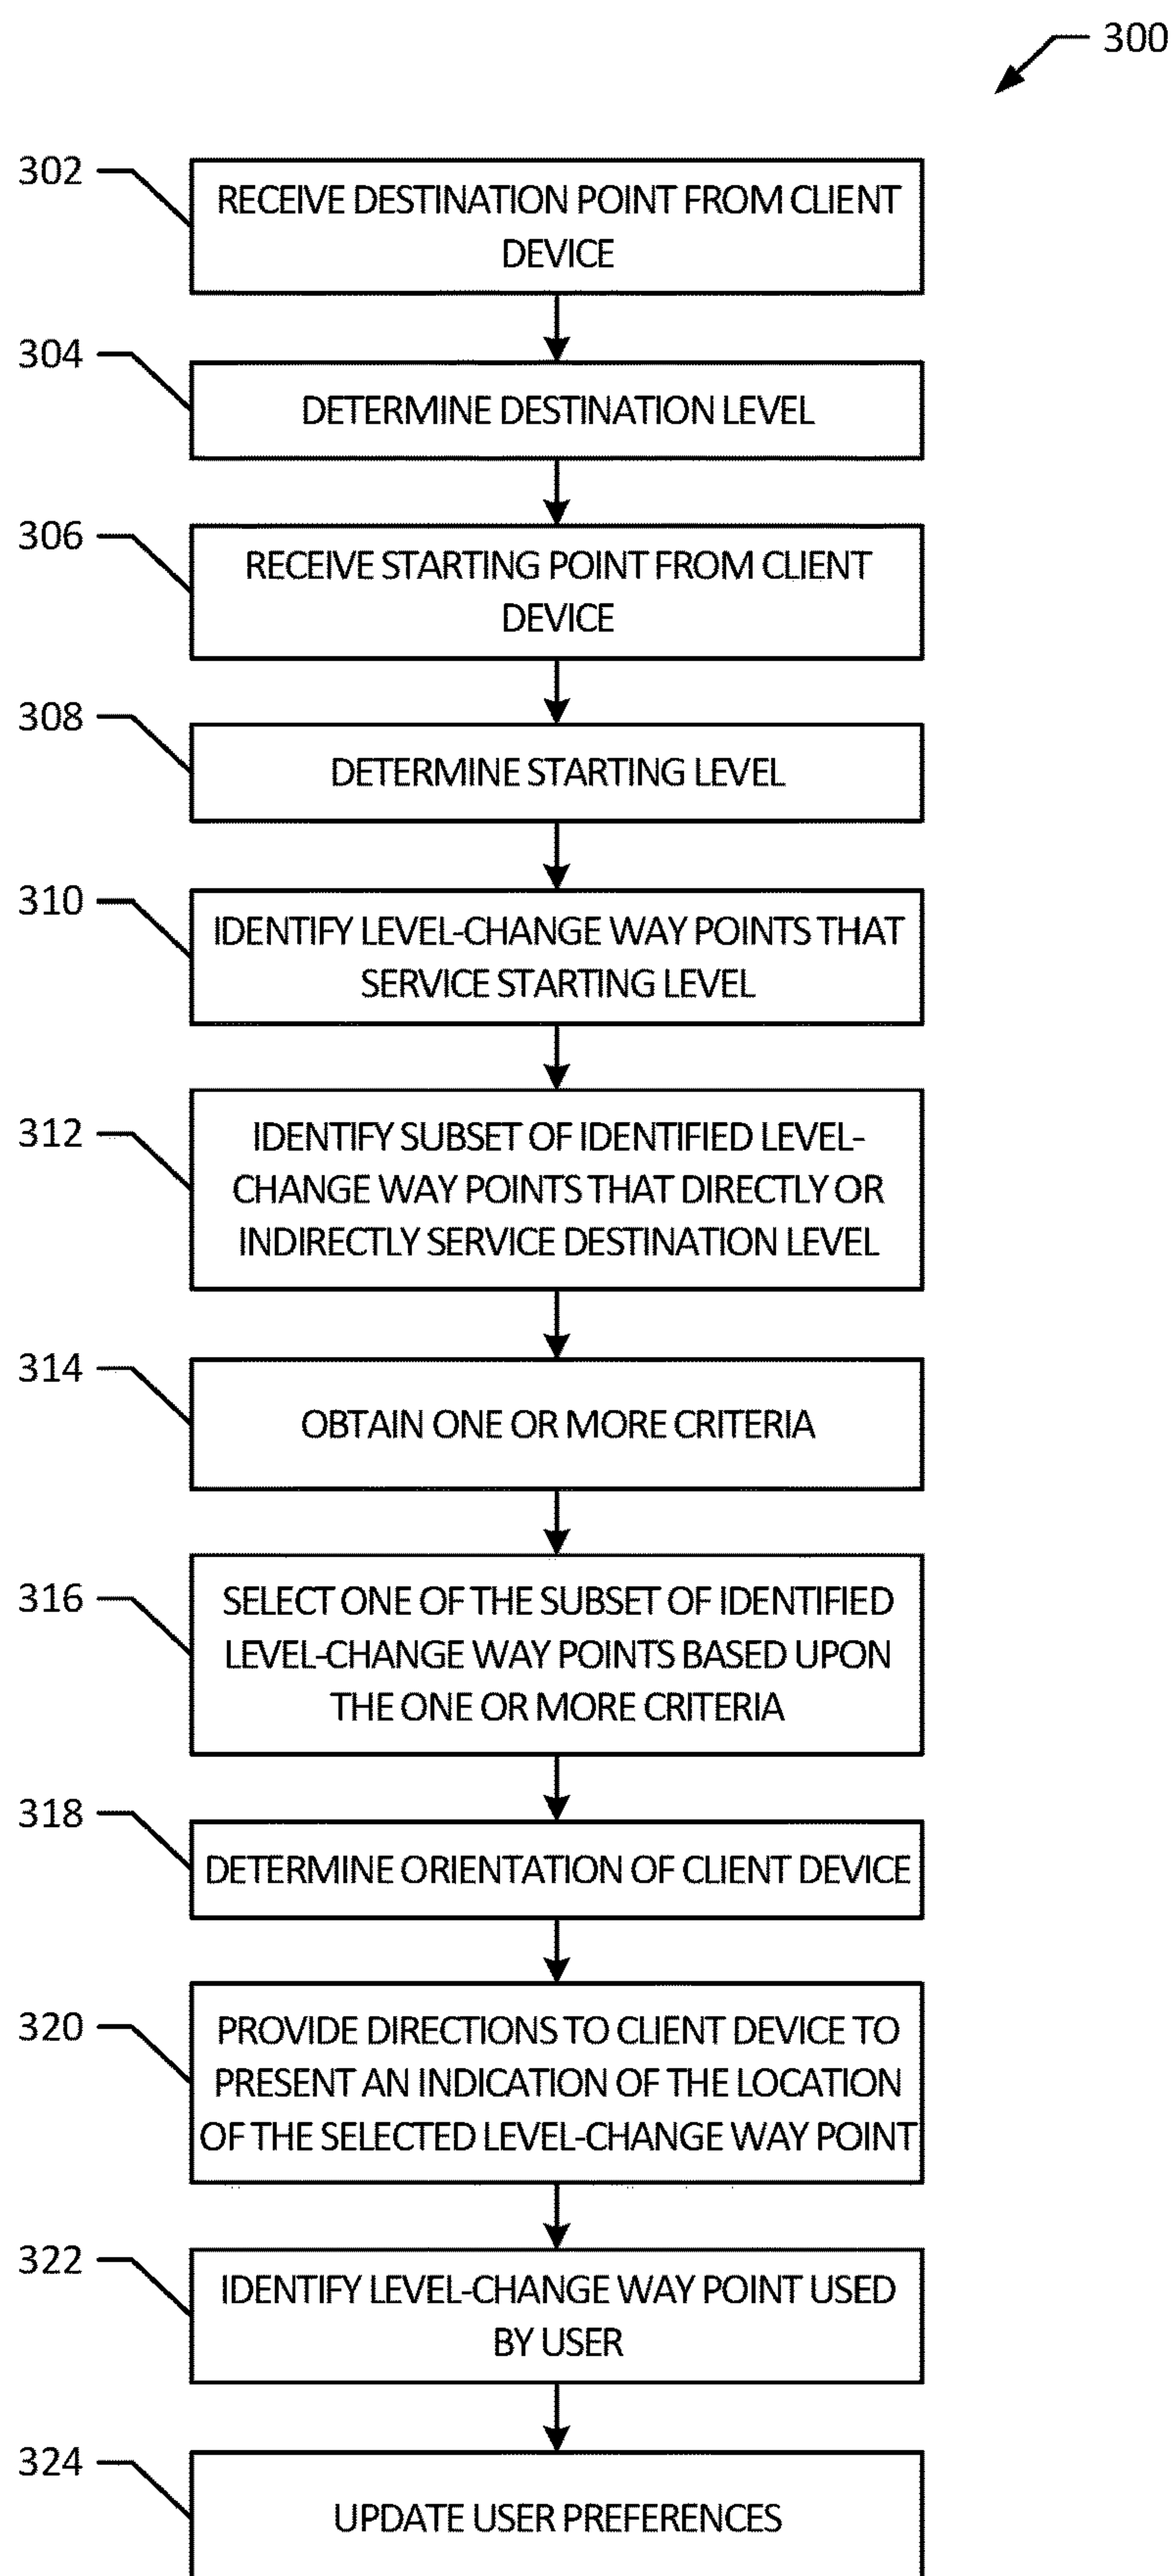 300
302
RECEIVE DESTINATION POINT FROM CLIENT
DEVICE
304
DETERMINE DESTINATION LEVEL
306
RECEIVE STARTING POINT FROM CLIENT
DEVICE
308
DETERMINE STARTING LEVEL
310
IDENTIFY LEVEL-CHANGE WAY POINTS THAT
SERVICE STARTING LEVEL
312
IDENTIFY SUBSET OF IDENTIFIED LEVEL-
CHANGE WAY POINTS THAT DIRECTLY OR
INDIRECTLY SERVICE DESTINATION LEVEL
314
OBTAIN ONE OR MORE CRITERIA
316
SELECT ONE OF THE SUBSET OF IDENTIFIED
LEVEL-CHANGE WAY POINTS BASED UPON
THE ONE OR MORE CRITERIA
318
DETERMINE ORIENTATION OF CLIENT DEVICE
320
PROVIDE DIRECTIONS TO CLIENT DEVICE TO
PRESENT AN INDICATION OF THE LOCATION
OF THE SELECTED LEVEL-CHANGE WAY POINT
322
IDENTIFY LEVEL-CHANGE WAY POINT USED
BY USER
324
UPDATE USER PREFERENCES